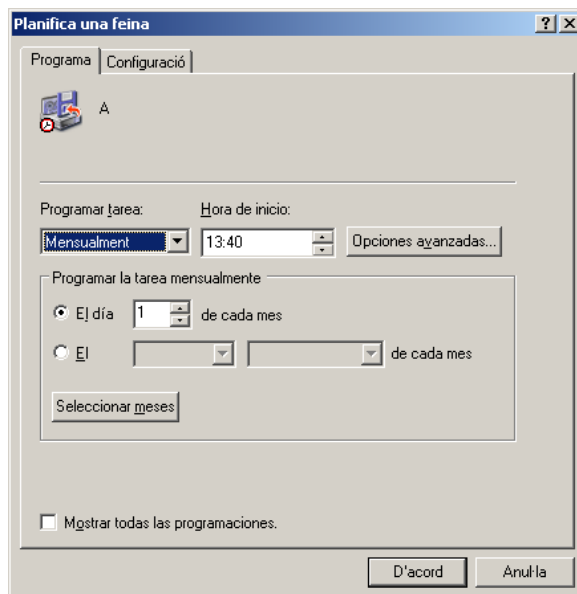 Planifica una feina
Programa Configuració
A
Programar tarea: Hora de inicio:
Mensualment 13:40 Opciones avanzadas...
Programar la tarea mensualmente
El día 1 de cada mes
El de cada mes
Seleccionar meses
Mostrar todas las programaciones.
D'acord Anul·la